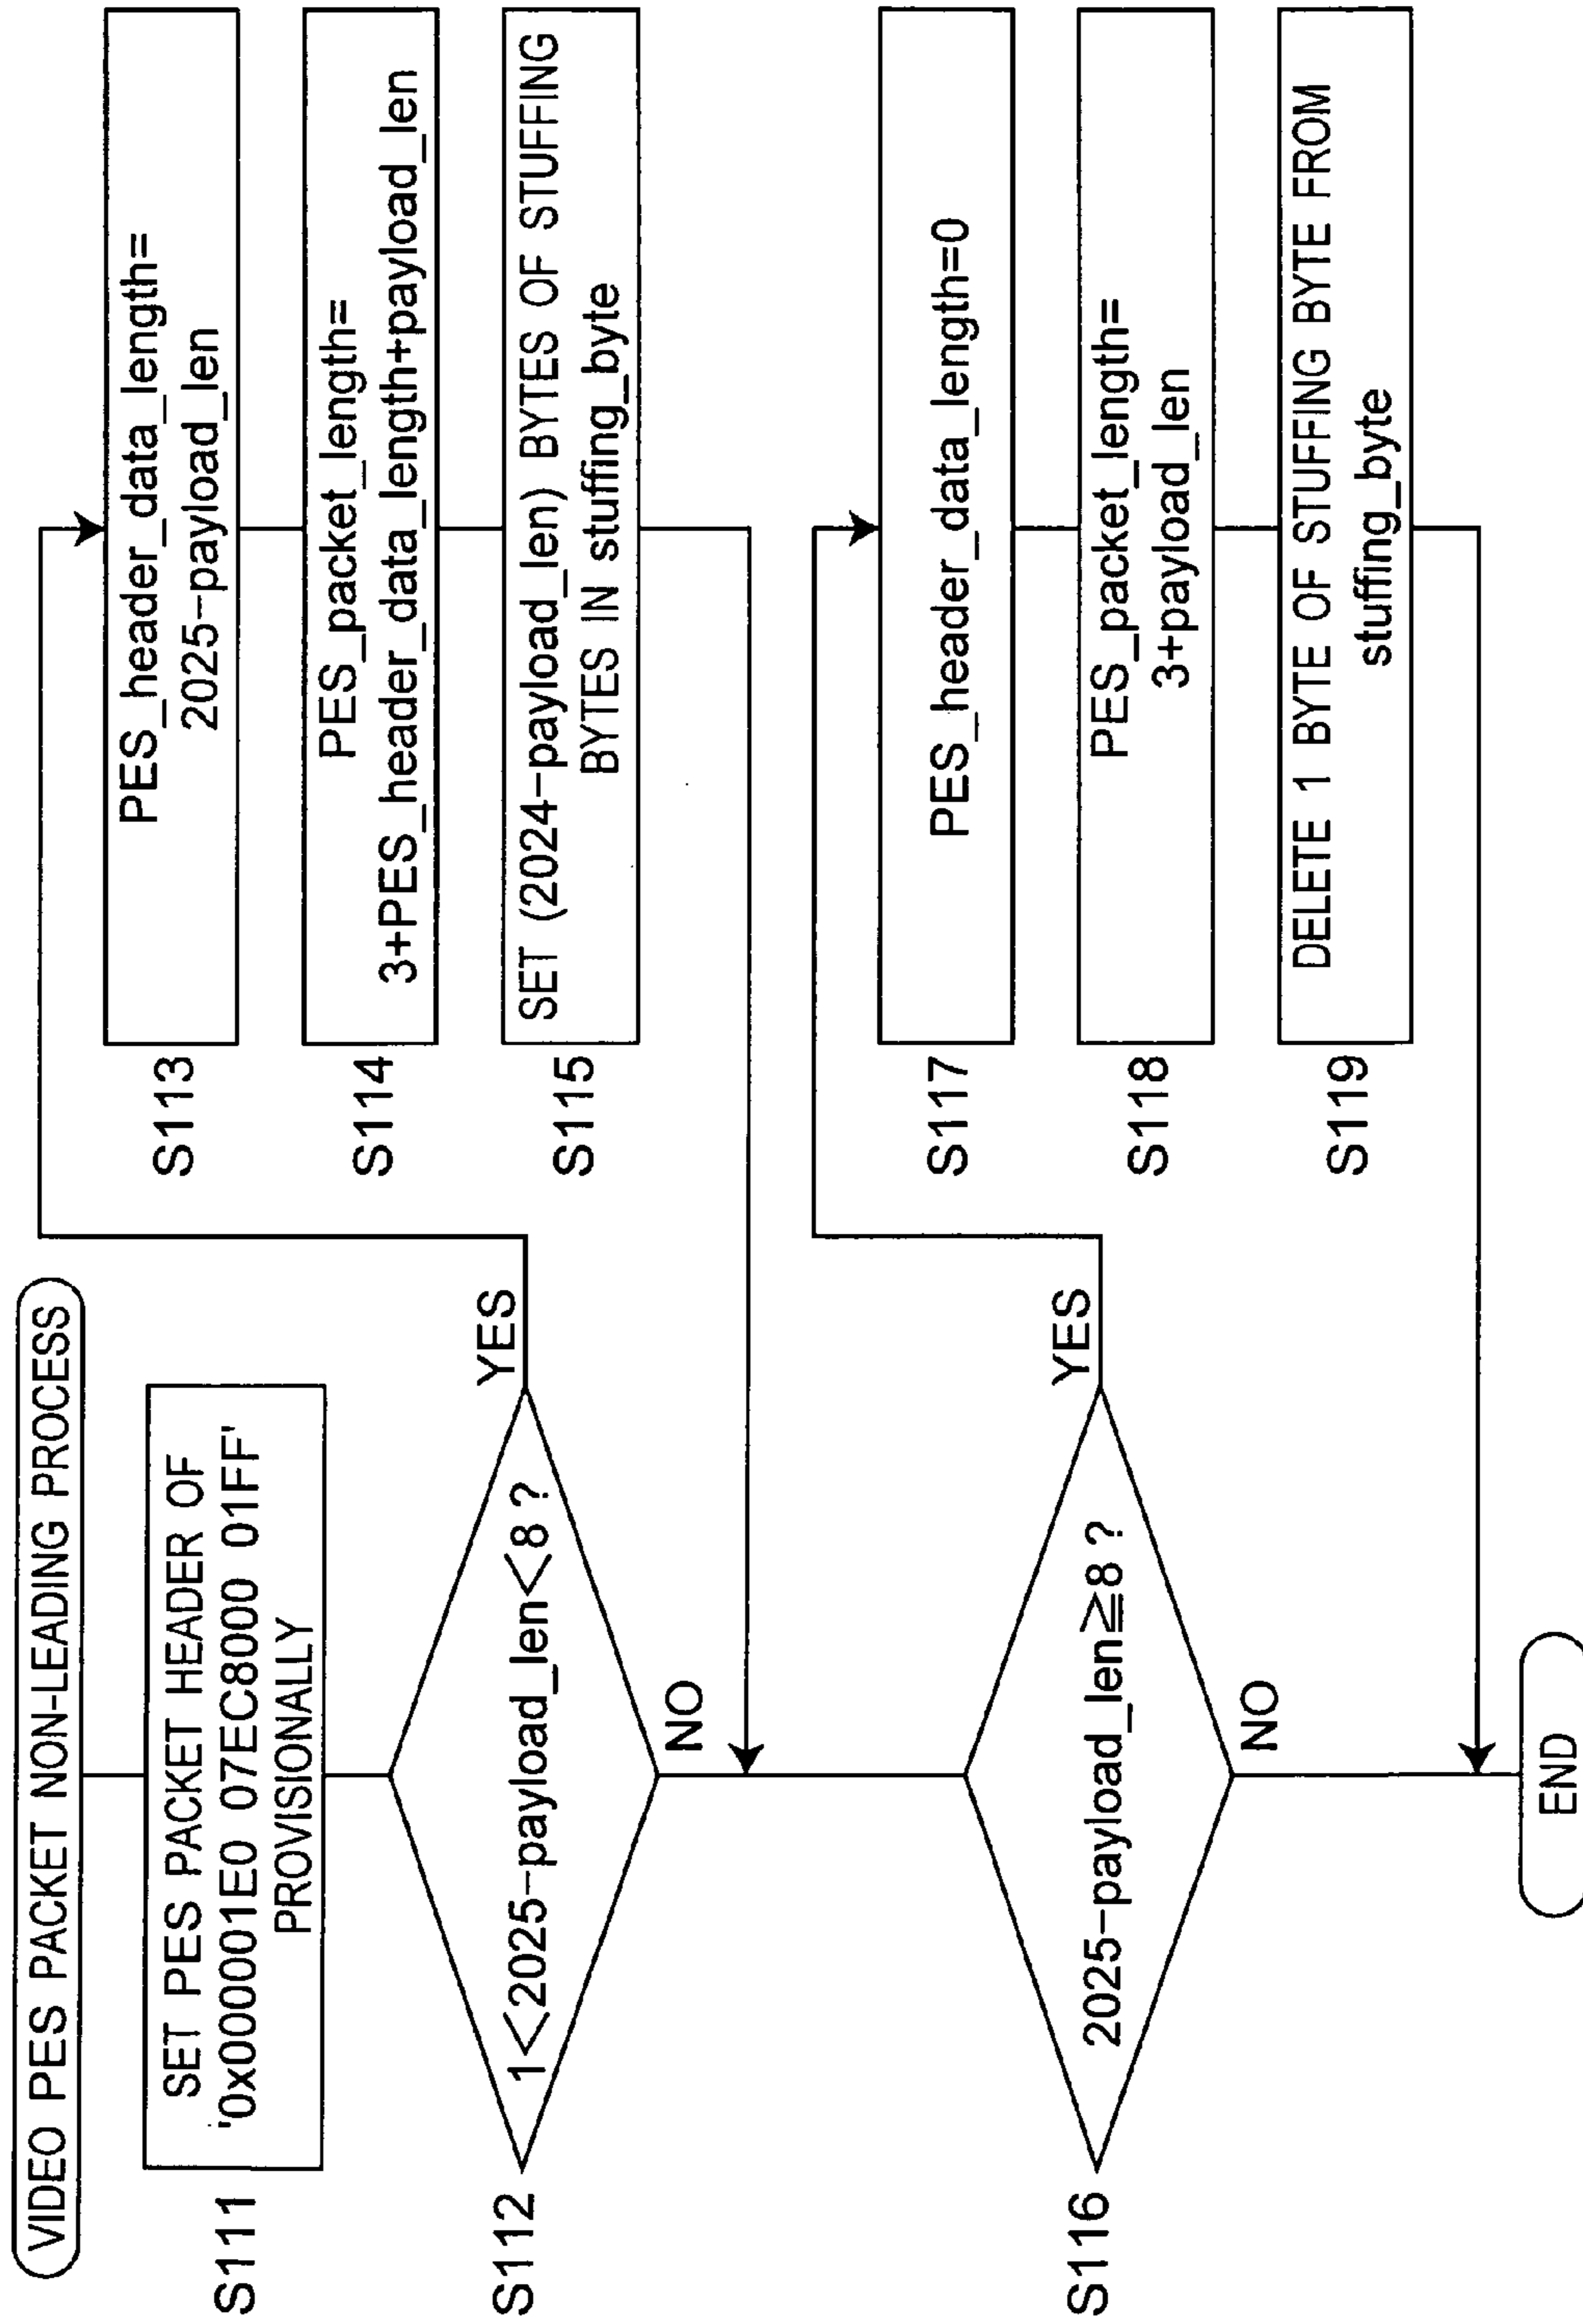 VIDEO PES PACKET NON-LEADING PROCESS
S111
SET PES PACKET HEADER OF
'0x000001E0 07EC8000 01FF'
PROVISIONALLY
S112
1<2025-payload_len<8 ?
YES
NO
S113
PES_header_data_length=
2025-payload_len
S114
PES_packet_length=
3+PES_header_data_length+payload_len
S115
SET (2024-payload_len) BYTES OF STUFFING
BYTES IN stuffing_byte
S116
2025-payload_len≧8 ?
YES
NO
S117
PES_header_data_length=0
S118
PES_packet_length=
3+payload_len
S119
DELETE 1 BYTE OF STUFFING BYTE FROM
stuffing_byte
END